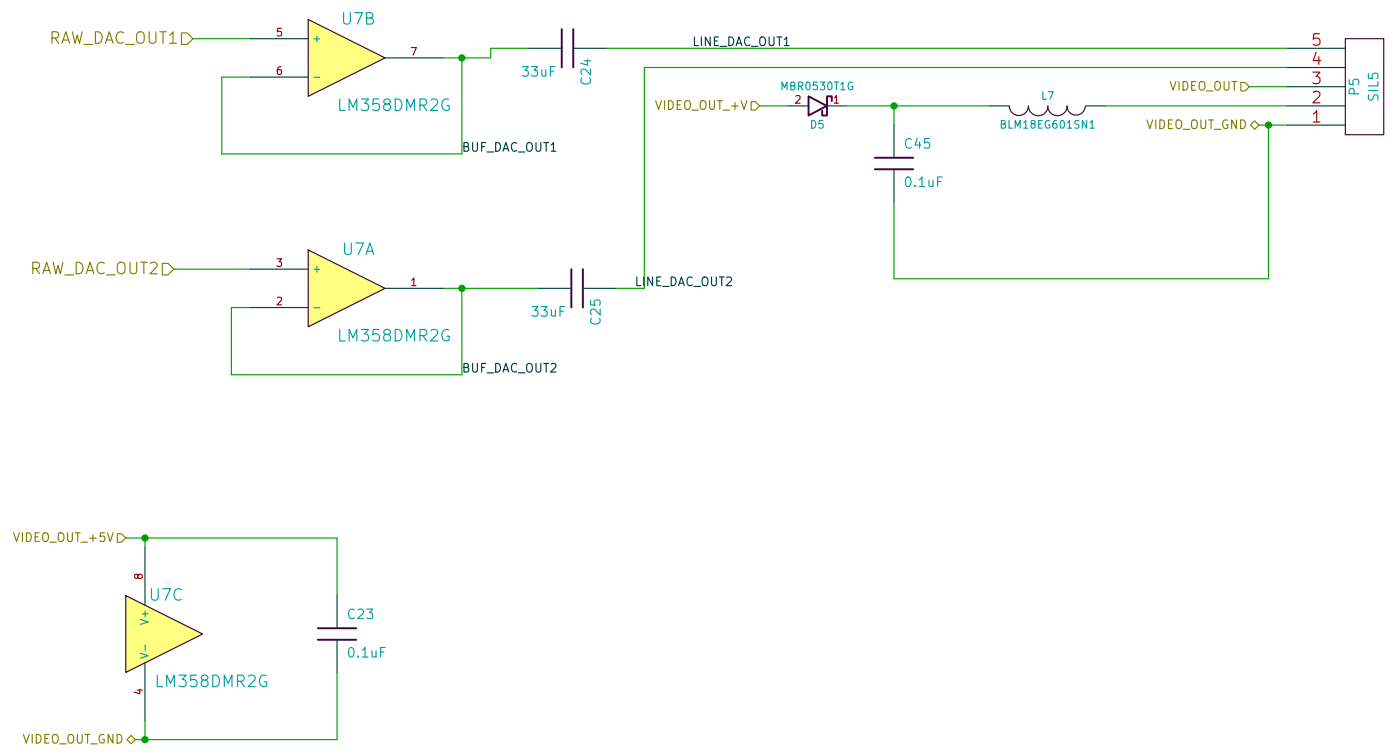 U7B
RAW_DAC_OUT1
5
+
7
6
−
LM358DMR2G
BUF_DAC_OUT1
33uF
C24
LINE_DAC_OUT1
5
4
3
2
1
P5
SIL5
VIDEO_OUT
MBR0530T1G
VIDEO_OUT_+V
2
1
D5
L7
BLM18EG601SN1
VIDEO_OUT_GND
C45
0.1uF
U7A
RAW_DAC_OUT2
3
+
1
2
−
LM358DMR2G
BUF_DAC_OUT2
33uF
C25
LINE_DAC_OUT2
VIDEO_OUT_+5V
8
U7C
V+
V−
4
LM358DMR2G
C23
0.1uF
VIDEO_OUT_GND